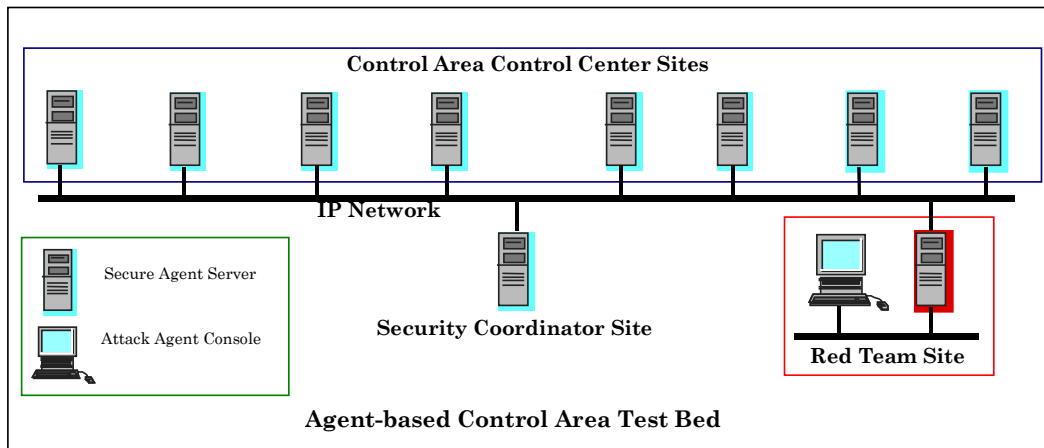 Control Area Control Center Sites
IP Network
Secure Agent Server
Attack Agent Console
Security Coordinator Site
Red Team Site
Agent-based Control Area Test Bed